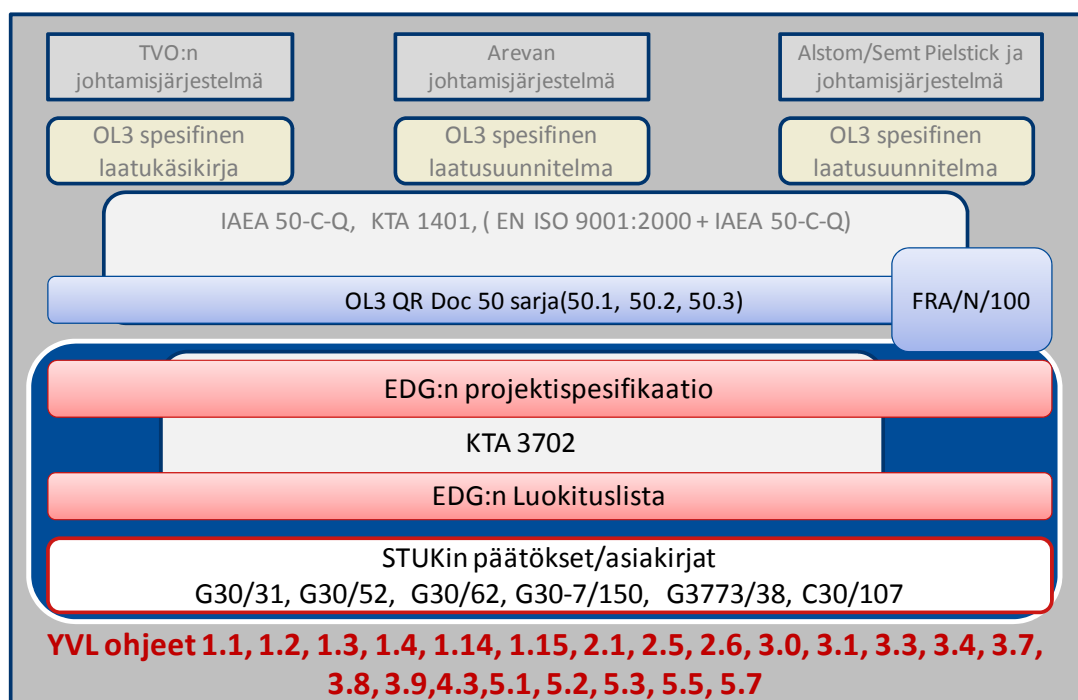 TVO:n
johtamisjärjestelmä
Arevan
johtamisjärjestelmä
Alstom/Semt Pielstick ja
johtamisjärjestelmä
OL3 spesifinen
laatukäsikirja
OL3 spesifinen
laatusuunnitelma
OL3 spesifinen
laatusuunnitelma
IAEA 50-C-Q, KTA 1401, ( EN ISO 9001:2000 + IAEA 50-C-Q)
OL3 QR Doc 50 sarja(50.1, 50.2, 50.3)
FRA/N/100
EDG:n projektispesifikaatio
KTA 3702
EDG:n Luokituslista
STUKin päätökset/asiakirjat
G30/31, G30/52, G30/62, G30-7/150, G3773/38, C30/107
YVL ohjeet 1.1, 1.2, 1.3, 1.4, 1.14, 1.15, 2.1, 2.5, 2.6, 3.0, 3.1, 3.3, 3.4, 3.7,
3.8, 3.9,4.3,5.1, 5.2, 5.3, 5.5, 5.7